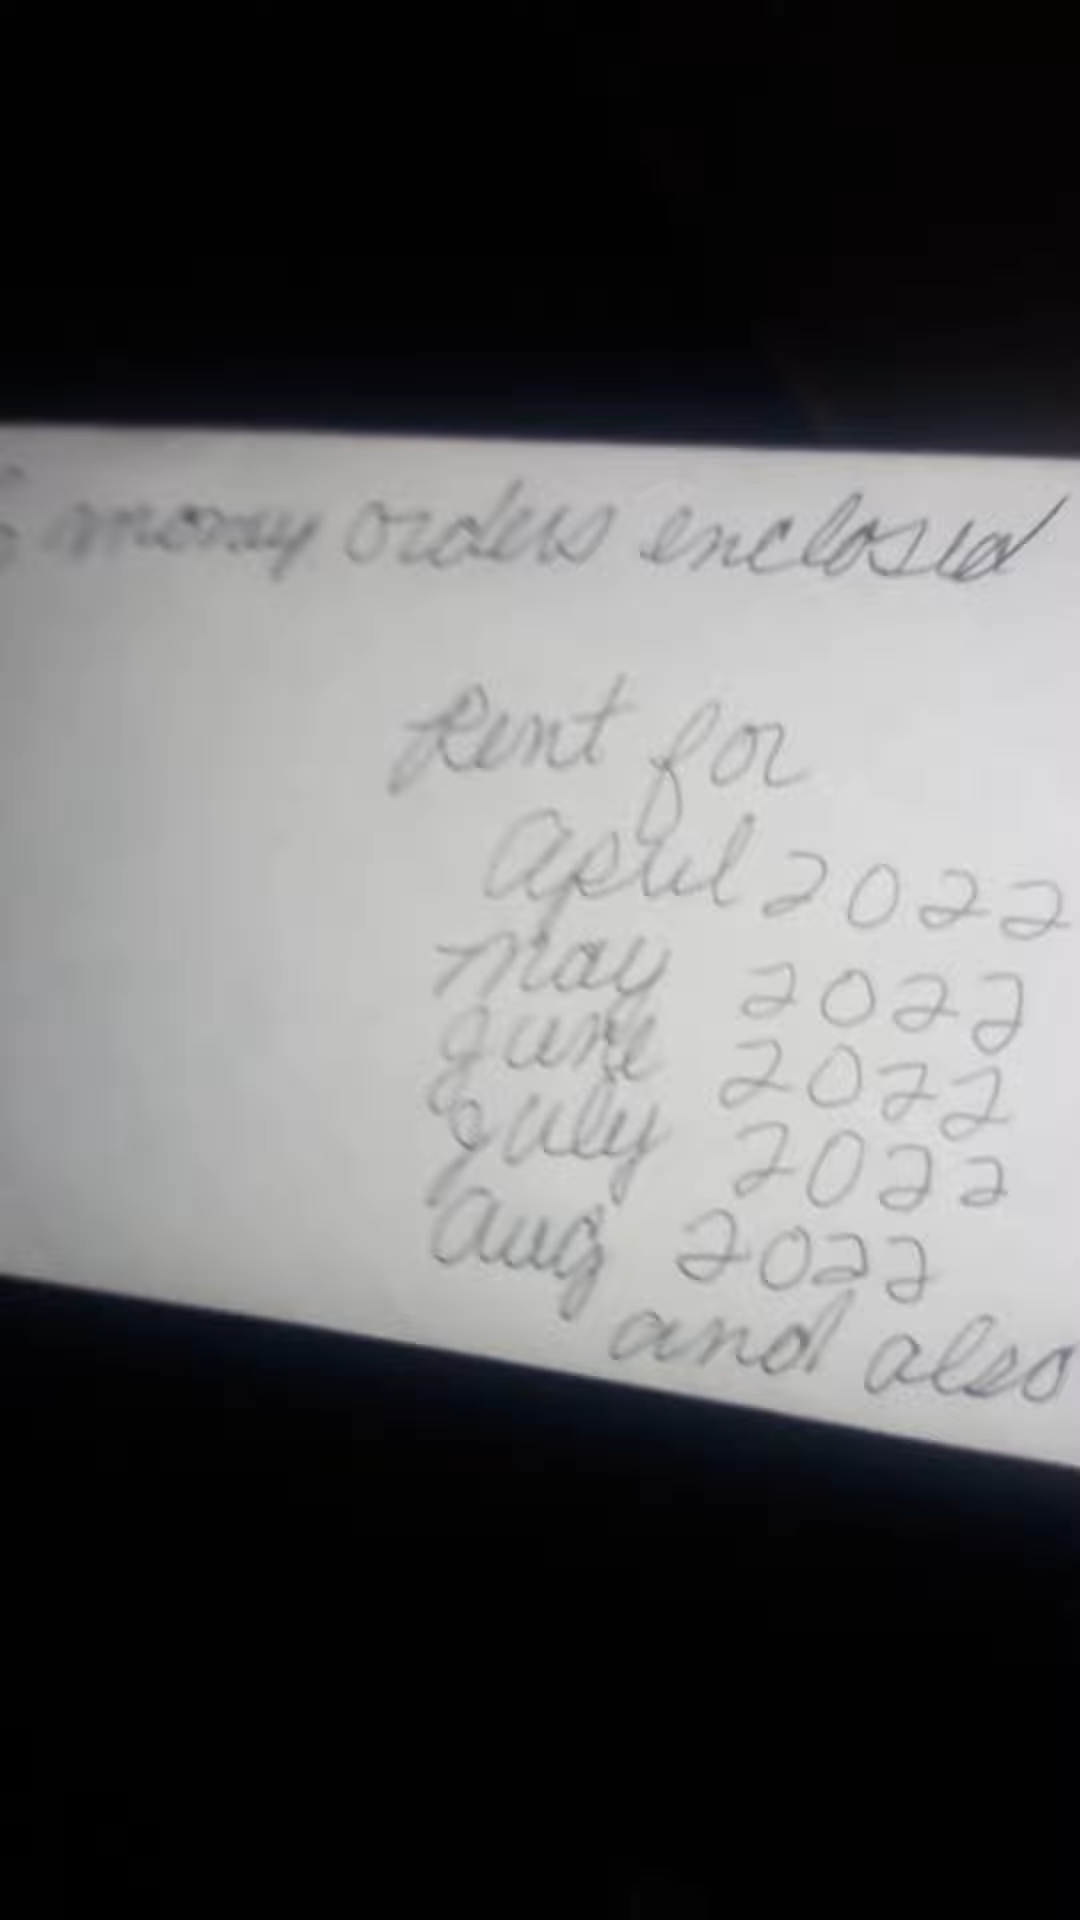 money orders enclosed
Rent for
April 2022
May 2022
June 2022
July 2022
Aug 2022
and also